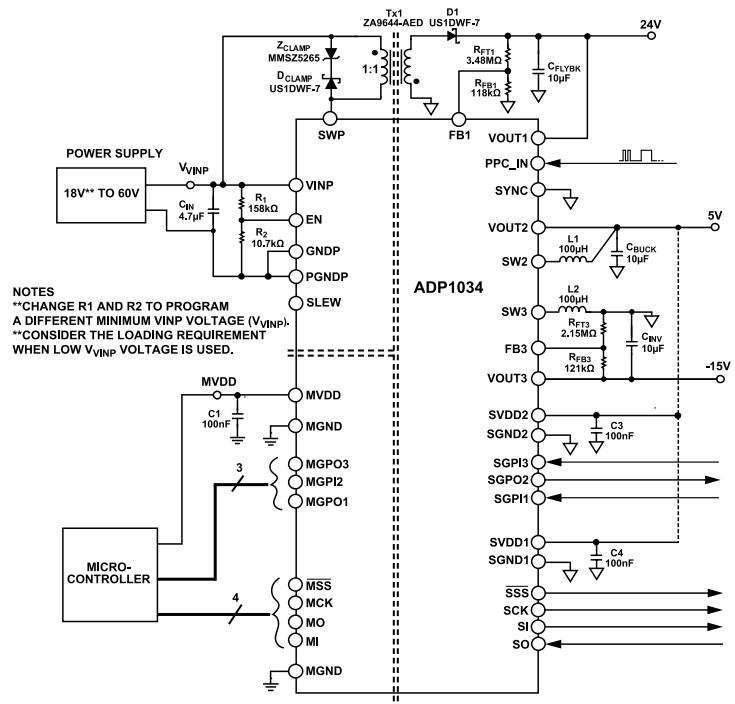 Tx1
ZA9644-AED
D1
US1DWF-7
24V
ZCLAMP
MMSZ5265
DCLAMP
US1DWF-7
1:1
RFT1
3.48MΩ
RFB1
118kΩ
CFLYBK
10µF
SWP
FB1
VOUT1
PPC_IN
SYNC
POWER SUPPLY
VVINP
18V** TO 60V
CIN
4.7µF
R1
158kΩ
R2
10.7kΩ
VINP
EN
GNDP
PGNDP
SLEW
ADP1034
VOUT2
5V
L1
100µH
CBUCK
10µF
SW2
L2
100µH
SW3
RFT3
2.15MΩ
CINV
10µF
FB3
RFB3
121kΩ
VOUT3
-15V
NOTES
**CHANGE R1 AND R2 TO PROGRAM
A DIFFERENT MINIMUM VINP VOLTAGE (VVINP).
**CONSIDER THE LOADING REQUIREMENT
WHEN LOW VVINP VOLTAGE IS USED.
MVDD
MVDD
C1
100nF
MGND
SVDD2
C3
100nF
SGND2
3
MGPO3
MGPI2
MGPO1
SGPI3
SGPO2
SGPI1
SVDD1
C4
100nF
SGND1
MICRO-
CONTROLLER
4
MSS
MCK
MO
MI
MGND
SSS
SCK
SI
SO